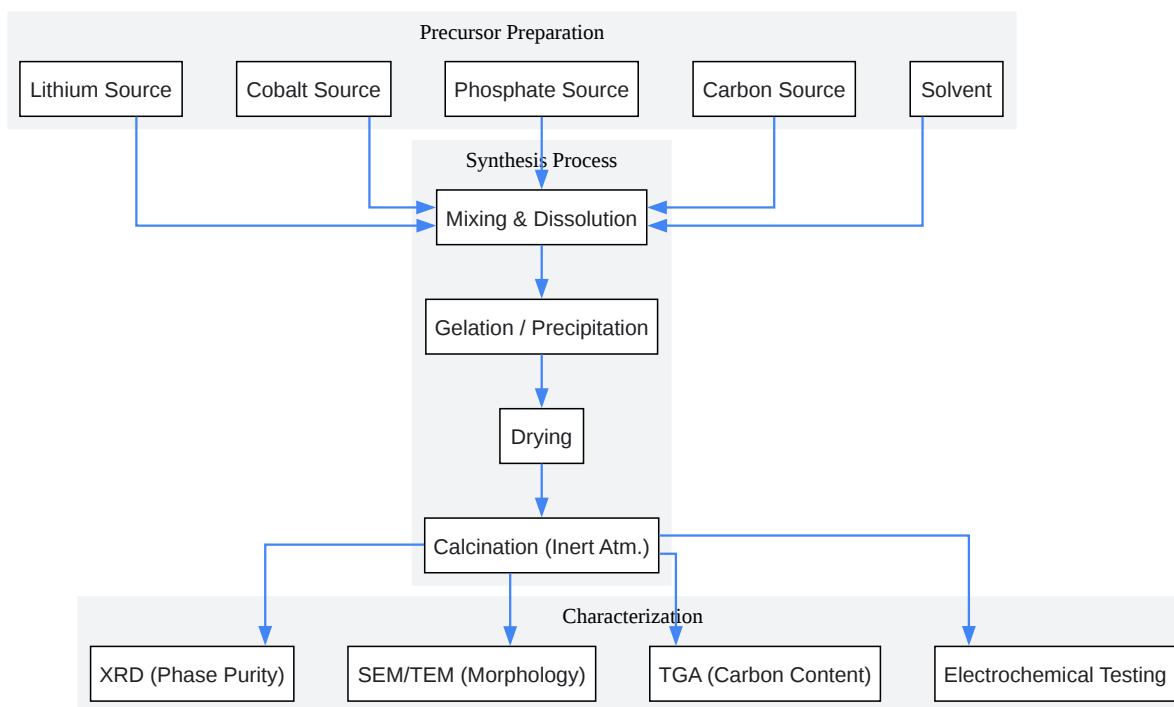 Precursor Preparation
Lithium Source
Cobalt Source
Phosphate Source
Carbon Source
Solvent
Synthesis Process
Mixing & Dissolution
Gelation / Precipitation
Drying
Calcination (Inert Atm.)
Characterization
XRD (Phase Purity)
SEM/TEM (Morphology)
TGA (Carbon Content)
Electrochemical Testing